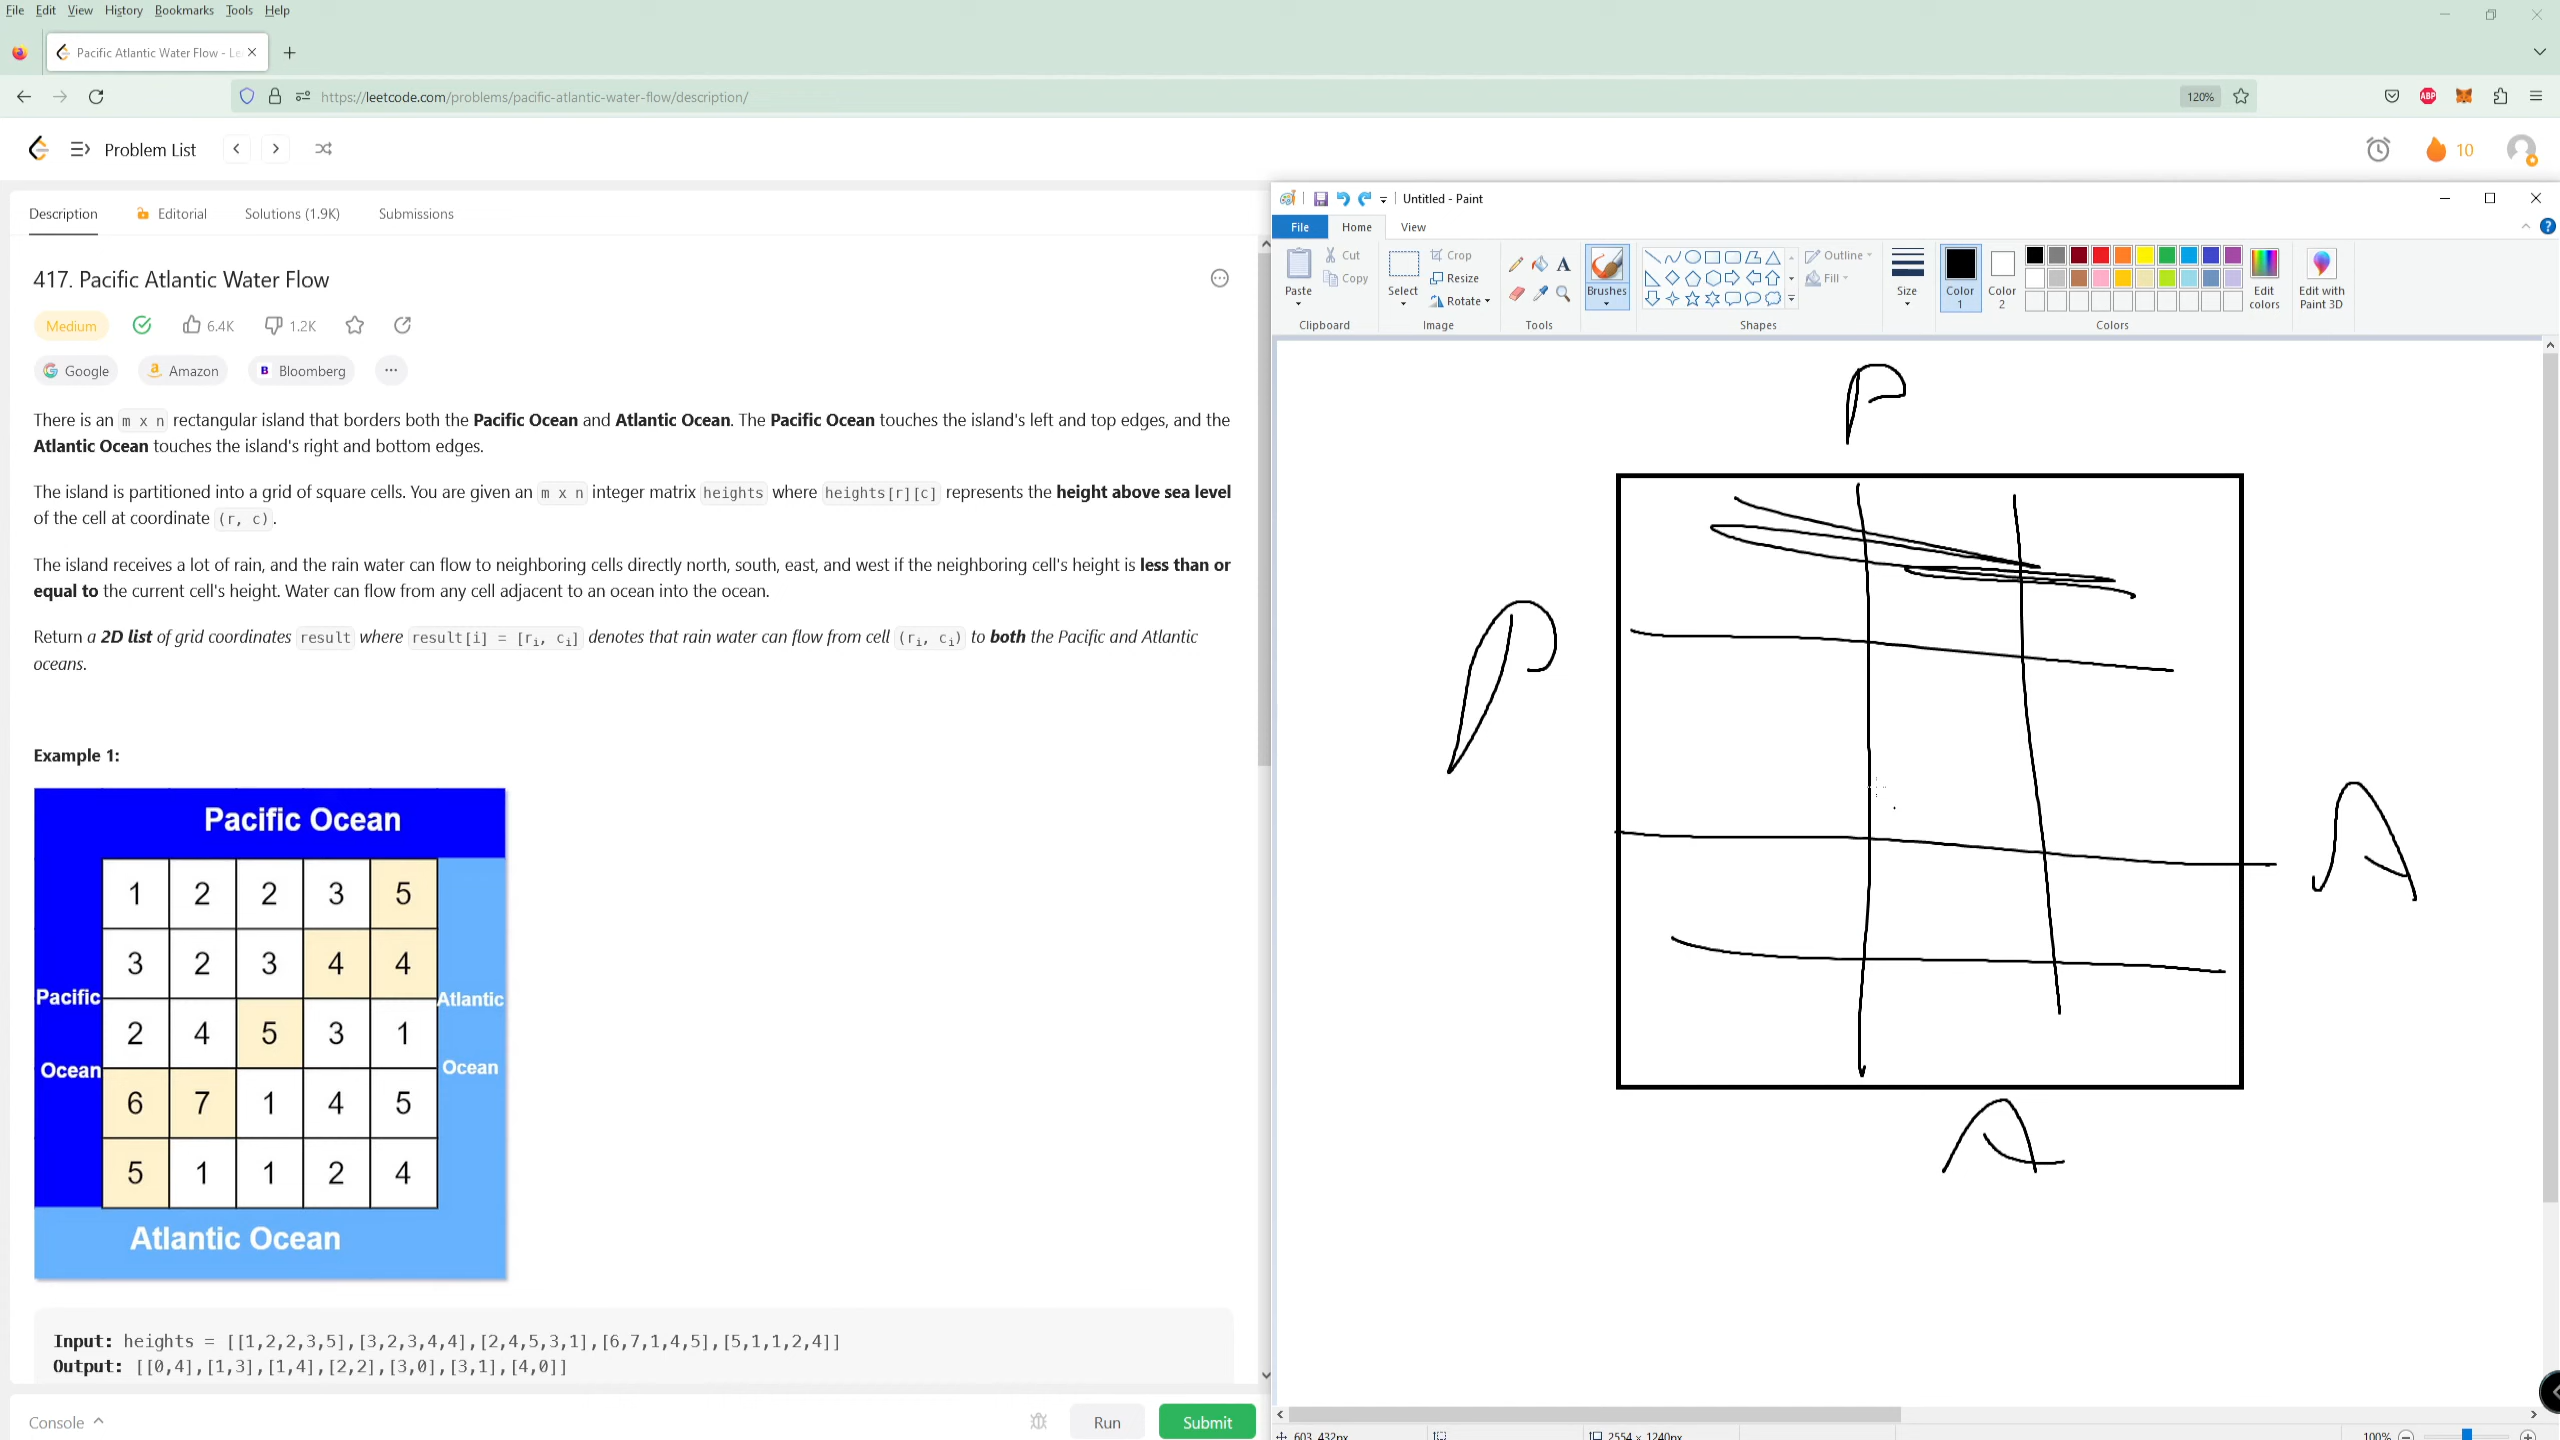 File Edit View History Bookmarks Tools Help
Pacific Atlantic Water Flow - Le
https://leetcode.com/problems/pacific-atlantic-water-flow/description/
120%
ABP
Problem List
10
Description Editorial Solutions (1.9K) Submissions
417. Pacific Atlantic Water Flow
Medium 6.4K 1.2K
Google Amazon B Bloomberg
There is an m x n rectangular island that borders both the Pacific Ocean and Atlantic Ocean. The Pacific Ocean touches the island's left and top edges, and the
Atlantic Ocean touches the island's right and bottom edges.
The island is partitioned into a grid of square cells. You are given an m x n integer matrix heights where heights[r][c] represents the height above sea level
of the cell at coordinate (r, c).
The island receives a lot of rain, and the rain water can flow to neighboring cells directly north, south, east, and west if the neighboring cell's height is less than or
equal to the current cell's height. Water can flow from any cell adjacent to an ocean into the ocean.
Return a 2D list of grid coordinates result where result[i] = [ri, ci] denotes that rain water can flow from cell (ri, ci) to both the Pacific and Atlantic
oceans.
Example 1:
Pacific Ocean
1 2 2 3 5
3 2 3 4 4
Pacific Atlantic
2 4 5 3 1
Ocean Ocean
6 7 1 4 5
5 1 1 2 4
Atlantic Ocean
Input: heights = [[1,2,2,3,5],[3,2,3,4,4],[2,4,5,3,1],[6,7,1,4,5],[5,1,1,2,4]]
Output: [[0,4],[1,3],[1,4],[2,2],[3,0],[3,1],[4,0]]
Console
Run Submit
Untitled - Paint
File Home View
Paste Cut Copy Clipboard
Select Crop Resize Rotate Image
A Tools
Brushes
Outline Fill Shapes
Size
Color 1 Color 2 Edit colors Colors
Edit with Paint 3D
P
P
A
A
603, 432px 2554 × 1240px 100%